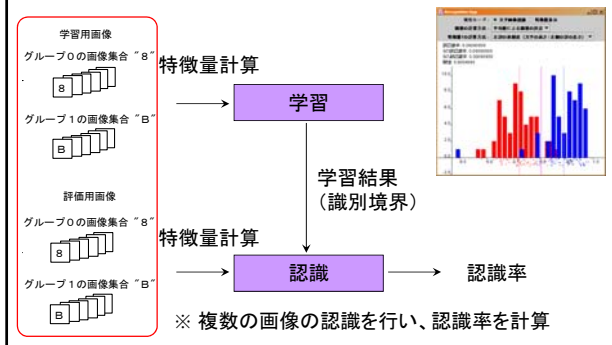 学習用画像
グループ0の画像集合 "8"
8
グループ1の画像集合 "B"
B
特徴量計算
学習
学習結果
(識別境界)
評価用画像
グループ0の画像集合 "8"
8
グループ1の画像集合 "B"
B
特徴量計算
認識
認識率
※ 複数の画像の認識を行い、認識率を計算